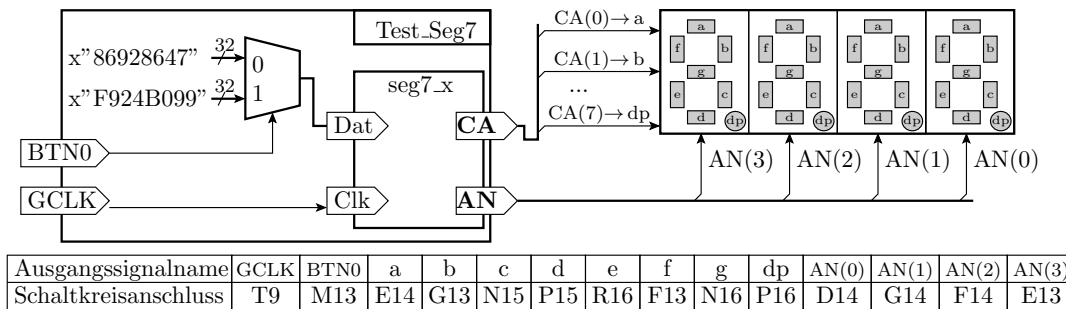 Test_Seg7
x"86928647"
32
0
x"F924B099"
32
1
seg7_x
Dat
CA
BTN0
GCLK
Clk
AN
CA(0)→a
CA(1)→b
...
CA(7)→dp
a a a a
f b f b f b f b
g g g g
e c e c e c e c
d dp d dp d dp d dp
AN(3) AN(2) AN(1) AN(0)
Ausgangssignalname GCLK BTN0 a b c d e f g dp AN(0) AN(1) AN(2) AN(3)
Schaltkreisanschluss T9 M13 E14 G13 N15 P15 R16 F13 N16 P16 D14 G14 F14 E13